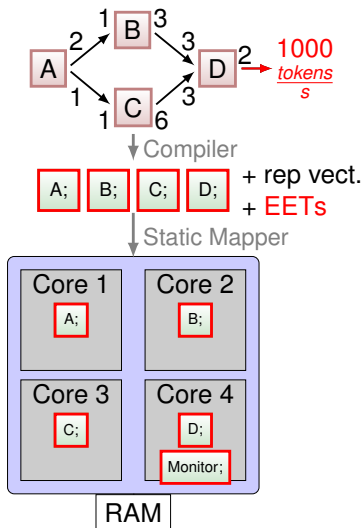 1 B 3
2 3
A D 2 1000
tokens
s
1 3
1 C 6
Compiler
A; B; C; D; + rep vect.
+ EETs
Static Mapper
Core 1 Core 2
A; B;
Core 3 Core 4
C; D;
Monitor;
RAM